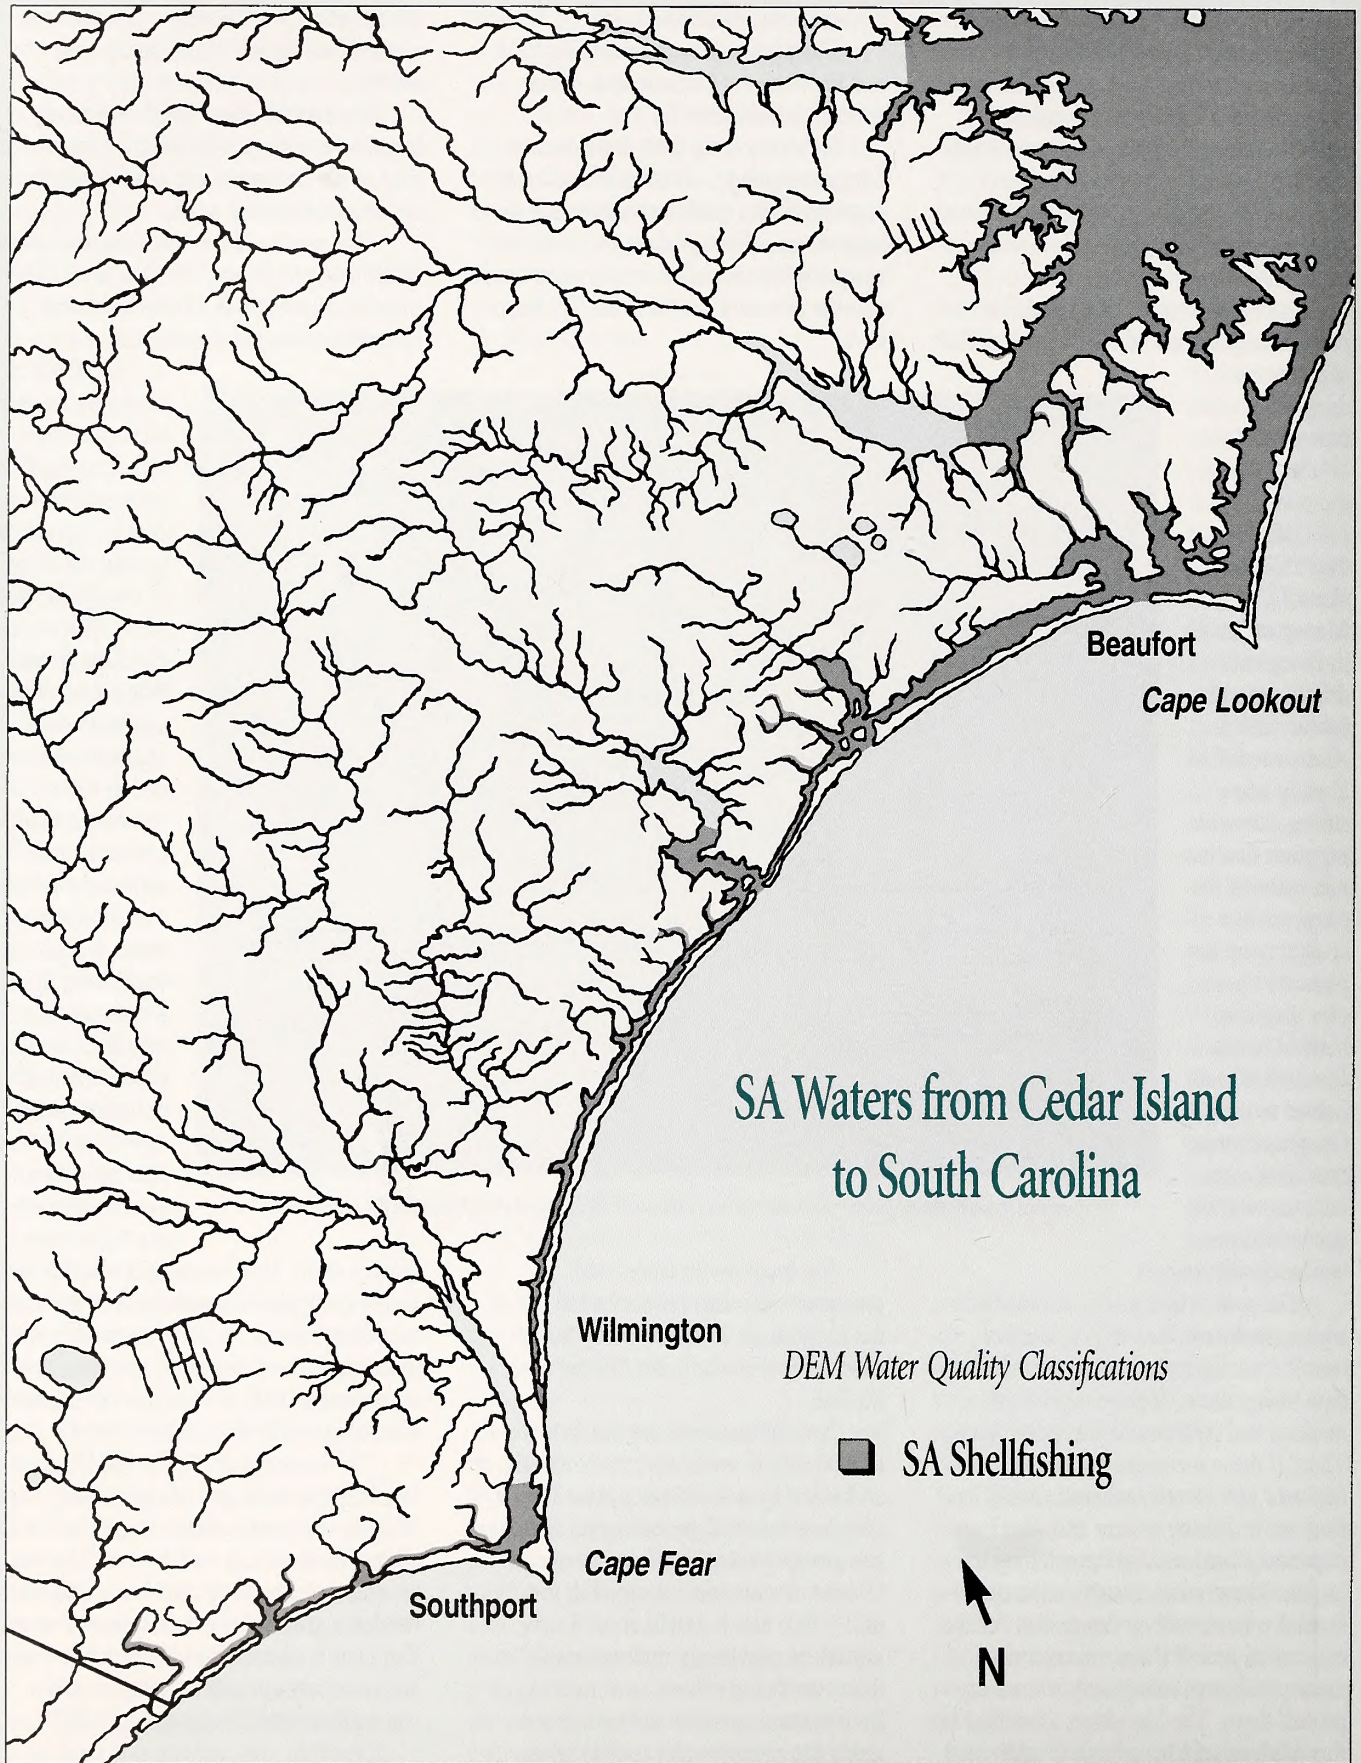 Beaufort
Cape Lookout
SA Waters from Cedar Island
to South Carolina
Wilmington
DEM Water Quality Classifications
SA Shellfishing
Cape Fear
Southport
N